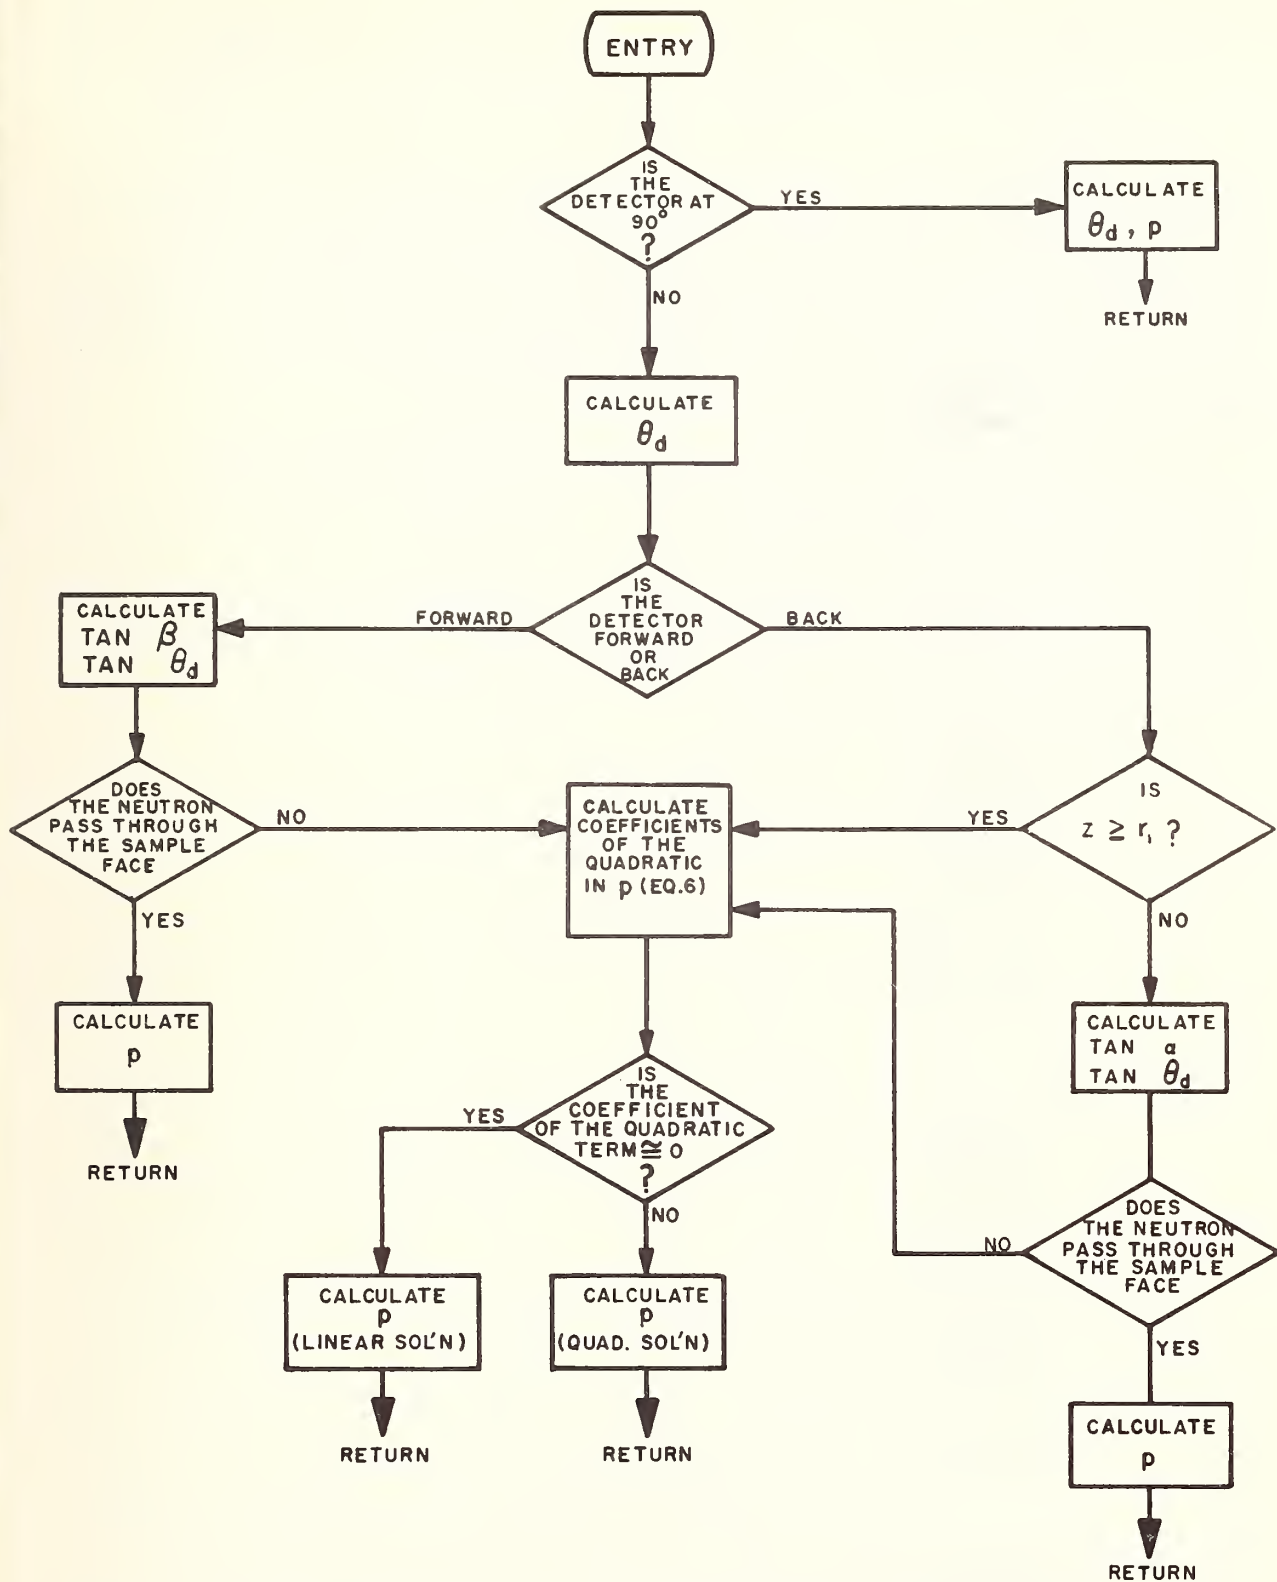 ENTRY
IS
THE
DETECTOR AT
90°
?
YES
CALCULATE
θd, p
RETURN
NO
CALCULATE
θd
IS
THE
DETECTOR
FORWARD
OR
BACK
FORWARD
BACK
CALCULATE
TAN β
TAN θd
DOES
THE NEUTRON
PASS THROUGH
THE SAMPLE
FACE
NO
YES
CALCULATE
p
RETURN
CALCULATE
COEFFICIENTS
OF THE
QUADRATIC
IN p (EQ.6)
IS
z ≥ r₁ ?
YES
NO
CALCULATE
TAN α
TAN θd
IS
THE
COEFFICIENT
OF THE QUADRATIC
TERM ≅ 0
?
YES
NO
CALCULATE
p
(LINEAR SOL'N)
RETURN
CALCULATE
p
(QUAD. SOL'N)
RETURN
DOES
THE NEUTRON
PASS THROUGH
THE SAMPLE
FACE
NO
YES
CALCULATE
p
RETURN